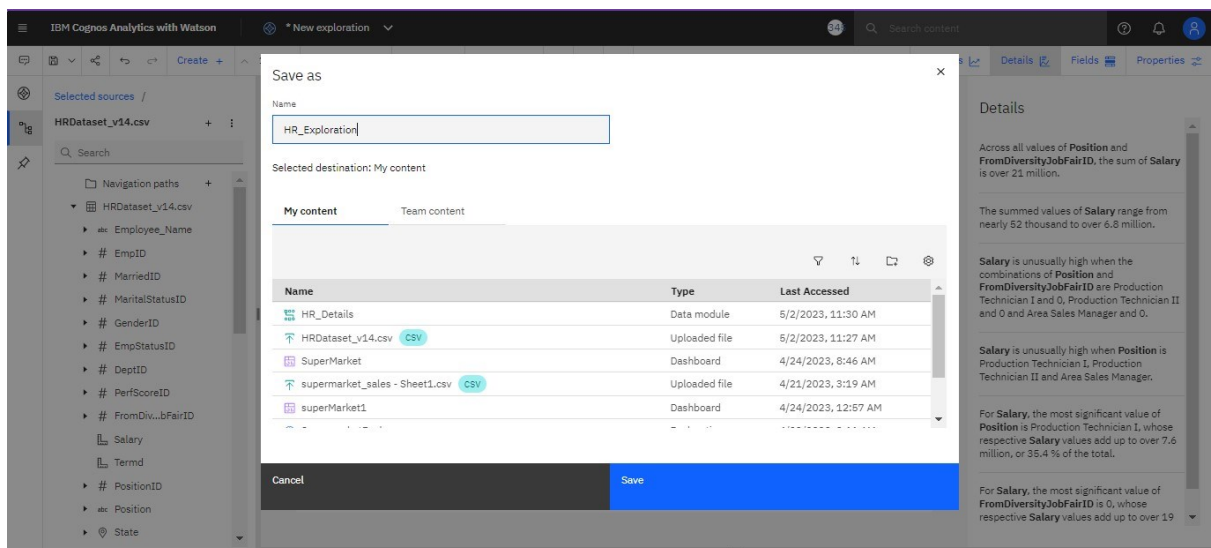 IBM Cognos Analytics with Watson
* New exploration
Search content
Create +
Details
Fields
Properties
Selected sources /
HRDataset_v14.csv
Search
Navigation paths
HRDataset_v14.csv
abc Employee_Name
# EmpID
# MarriedID
# MaritalStatusID
# GenderID
# EmpStatusID
# DeptID
# PerfScoreID
# FromDiv...bFairID
Salary
Termd
# PositionID
abc Position
State
Save as
Name
HR_Exploration
Selected destination: My content
My content Team content
Name Type Last Accessed
HR_Details Data module 5/2/2023, 11:30 AM
HRDataset_v14.csv CSV Uploaded file 5/2/2023, 11:27 AM
SuperMarket Dashboard 4/24/2023, 8:46 AM
supermarket_sales - Sheet1.csv CSV Uploaded file 4/21/2023, 3:19 AM
superMarket1 Dashboard 4/24/2023, 12:57 AM
Cancel Save
Details
Across all values of Position and
FromDiversityJobFairID, the sum of Salary
is over 21 million.
The summed values of Salary range from
nearly 52 thousand to over 6.8 million.
Salary is unusually high when the
combinations of Position and
FromDiversityJobFairID are Production
Technician I and 0, Production Technician II
and 0 and Area Sales Manager and 0.
Salary is unusually high when Position is
Production Technician I, Production
Technician II and Area Sales Manager.
For Salary, the most significant value of
Position is Production Technician I, whose
respective Salary values add up to over 7.6
million, or 35.4 % of the total.
For Salary, the most significant value of
FromDiversityJobFairID is 0, whose
respective Salary values add up to over 19